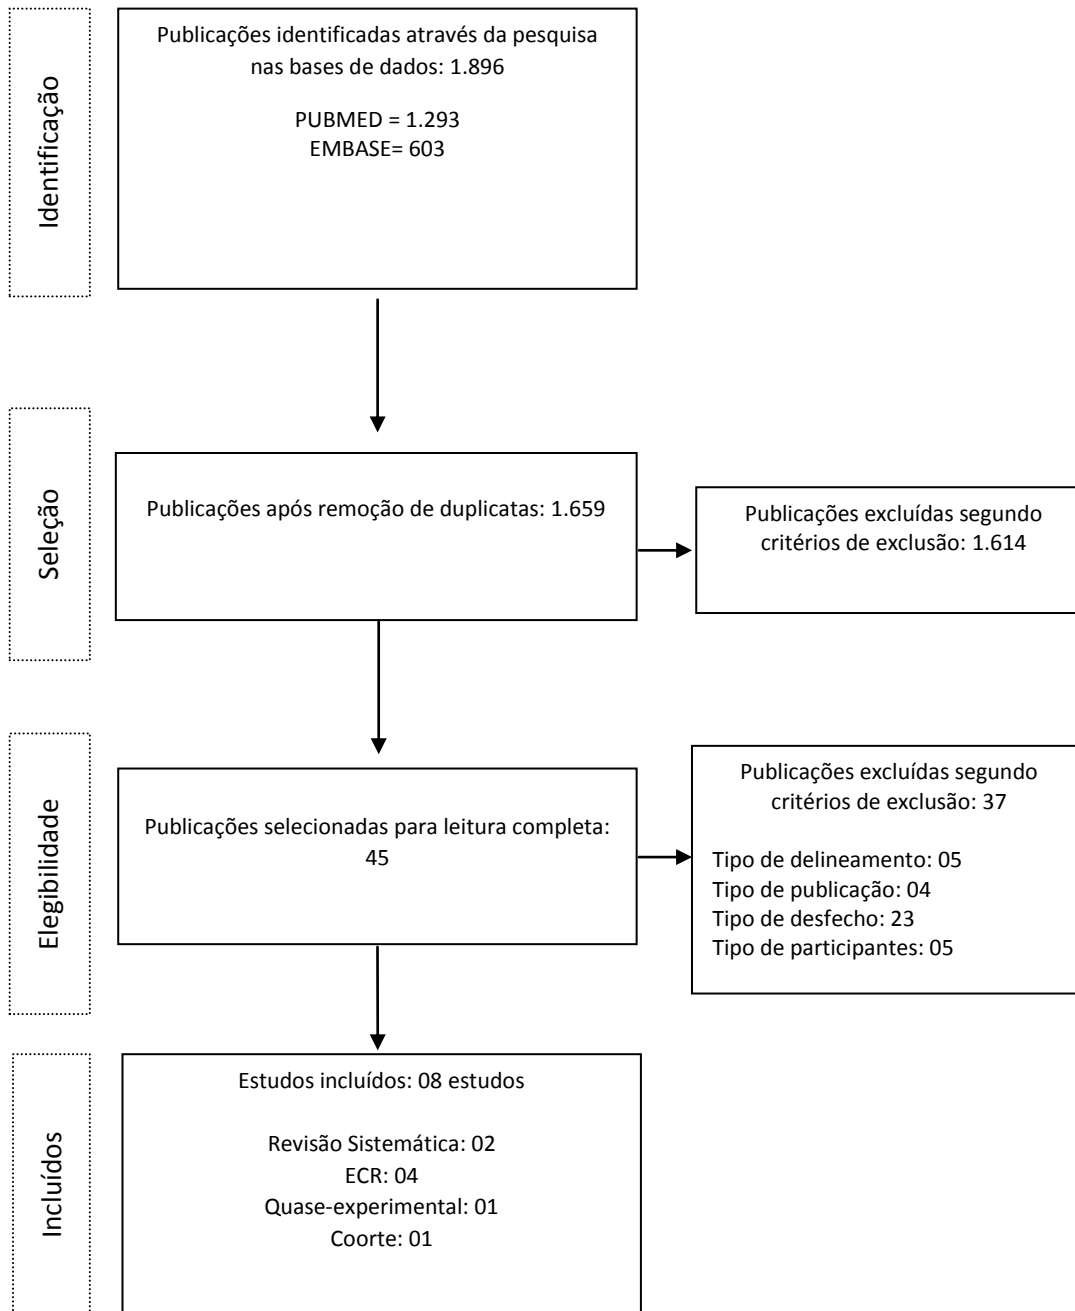 Identificação
Publicações identificadas através da pesquisa
nas bases de dados: 1.896
PUBMED = 1.293
EMBASE= 603
Seleção
Publicações após remoção de duplicatas: 1.659
Publicações excluídas segundo
critérios de exclusão: 1.614
Elegibilidade
Publicações selecionadas para leitura completa:
45
Publicações excluídas segundo
critérios de exclusão: 37
Tipo de delineamento: 05
Tipo de publicação: 04
Tipo de desfecho: 23
Tipo de participantes: 05
Incluídos
Estudos incluídos: 08 estudos
Revisão Sistemática: 02
ECR: 04
Quase-experimental: 01
Coorte: 01